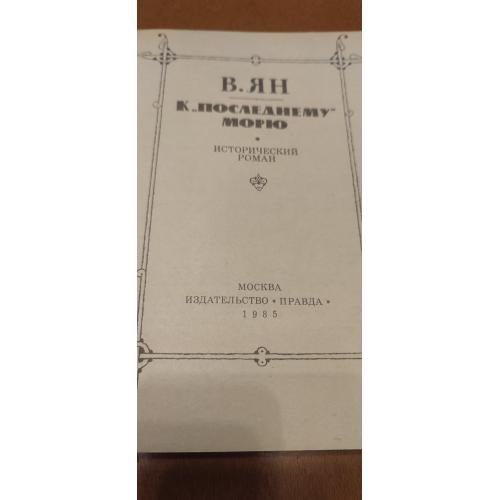 В. ЯН
К „ПОСЛЕДНЕМУ“
МОРЮ
ИСТОРИЧЕСКИЙ
РОМАН
МОСКВА
ИЗДАТЕЛЬСТВО • ПРАВДА •
1985